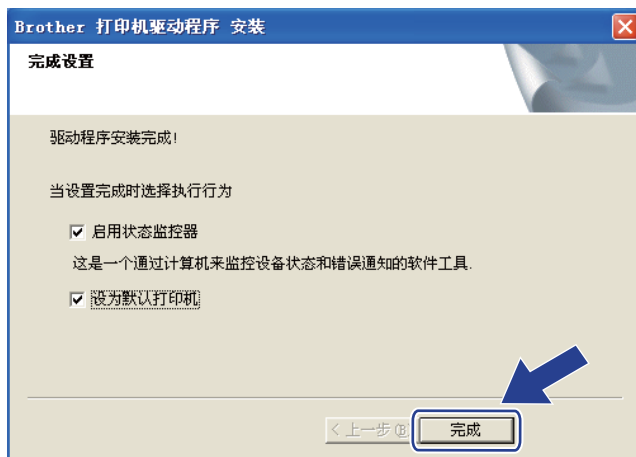 Brother 打印机驱动程序 安装
完成设置
驱动程序安装完成!
当设置完成时选择执行行为
启用状态监控器
这是一个通过计算机来监控设备状态和错误通知的软件工具.
设为默认打印机
< 上一步(B) 完成